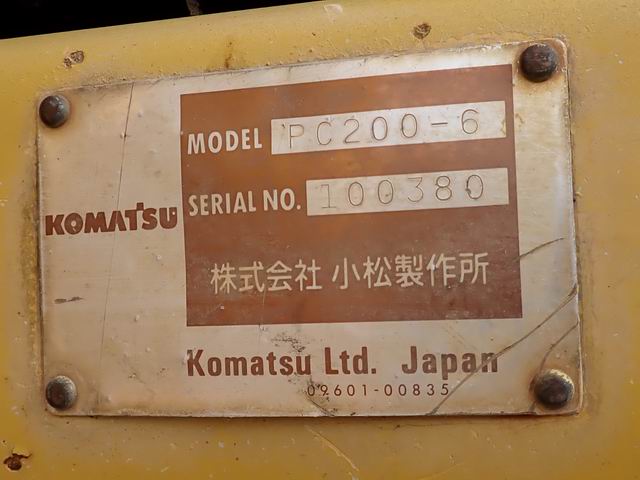 MODEL PC200-6
KOMATSU
SERIAL NO. 100380
株式会社 小松製作所
Komatsu Ltd. Japan
09601-00835